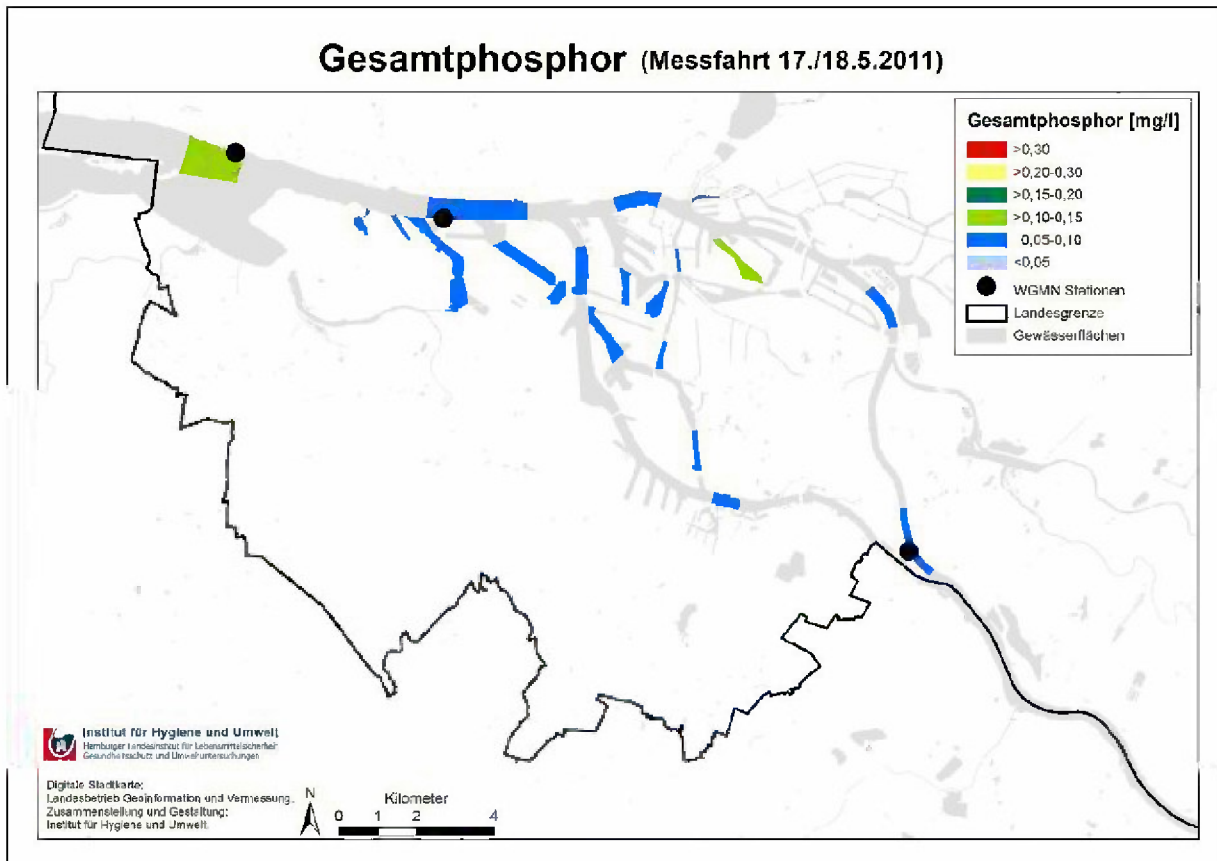 Gesamtphosphor (Messfahrt 17./18.5.2011)
Gesamtphosphor [mg/l]
>0,30
>0,20-0,30
>0,15-0,20
>0,10-0,15
0,05-0,10
<0,05
WGMN Stationen
Landesgrenze
Gewässerflächen
Institut für Hygiene und Umwelt
Hamburger Landesinstitut für Lebensmittelsicherheit
Gesundheitsschutz und Umweltuntersuchungen
Digitale Stadtkarte:
Landesbetrieb Geoinformation und Vermessung.
Zusammenstellung und Gestaltung:
Institut für Hygiene und Umwelt.
N
Kilometer
0 1 2 4